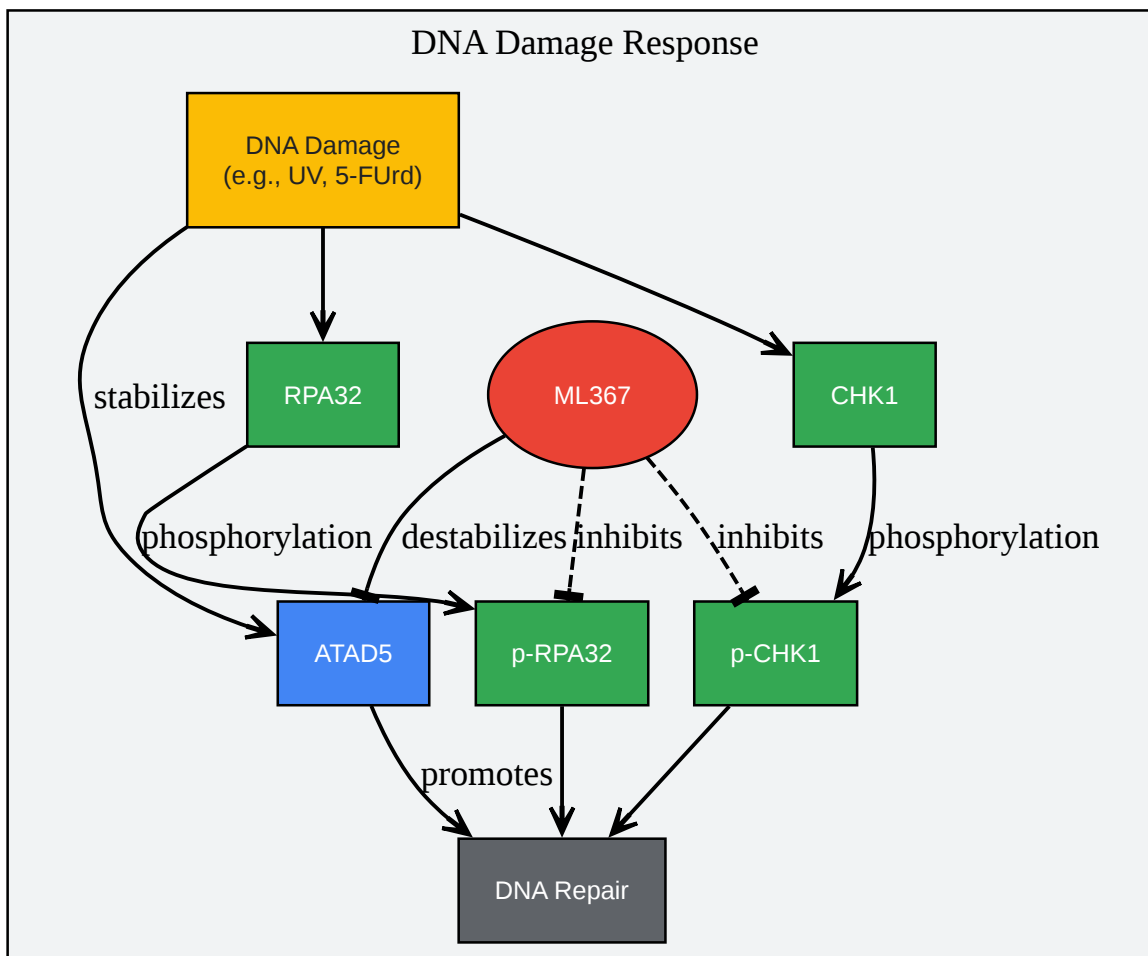 DNA Damage Response
DNA Damage
(e.g., UV, 5-FUrd)
stabilizes
RPA32
ML367
CHK1
phosphorylation
destabilizes
inhibits
inhibits
phosphorylation
ATAD5
p-RPA32
p-CHK1
promotes
DNA Repair